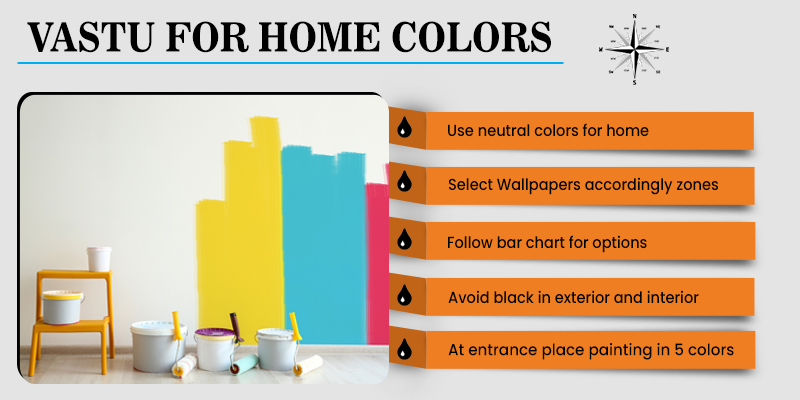 VASTU FOR HOME COLORS
N
W
E
S
Use neutral colors for home
Select Wallpapers accordingly zones
Follow bar chart for options
Avoid black in exterior and interior
At entrance place painting in 5 colors